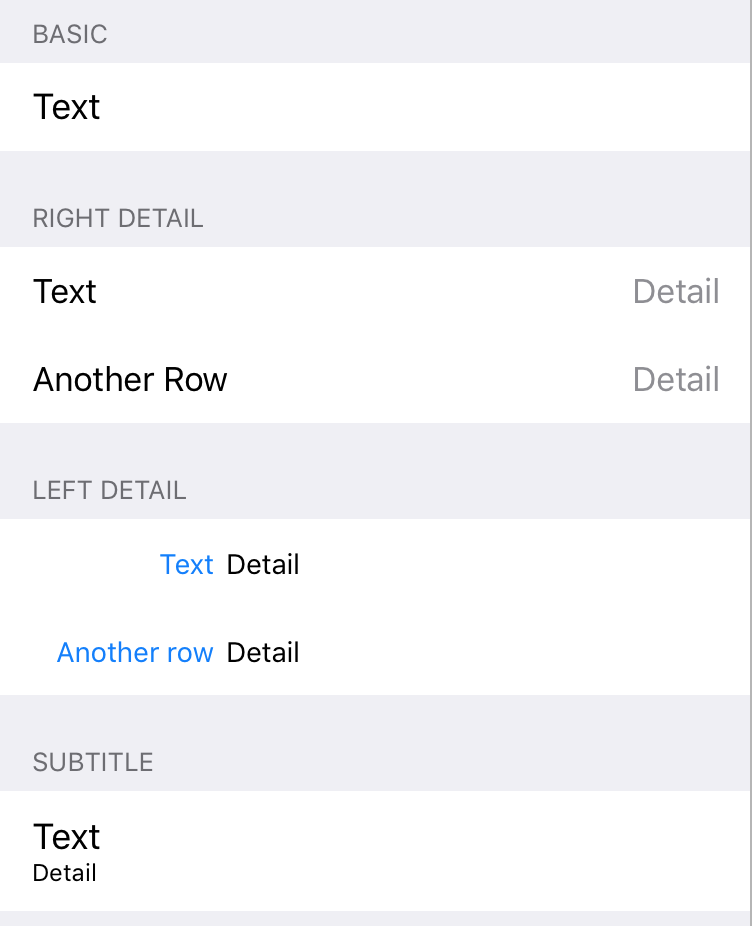 BASIC
Text
RIGHT DETAIL
Text Detail
Another Row Detail
LEFT DETAIL
Text Detail
Another row Detail
SUBTITLE
Text
Detail